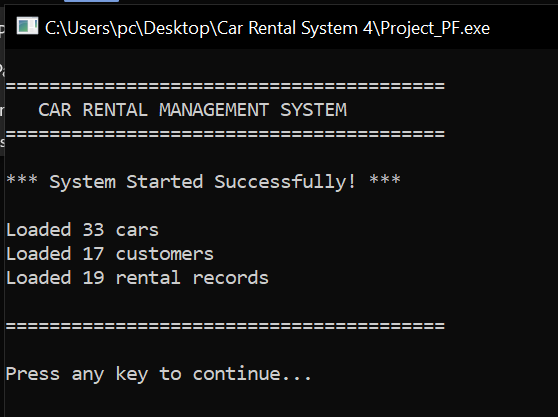 C:\Users\pc\Desktop\Car Rental System 4\Project_PF.exe
========================================
CAR RENTAL MANAGEMENT SYSTEM
========================================
*** System Started Successfully! ***
Loaded 33 cars
Loaded 17 customers
Loaded 19 rental records
========================================
Press any key to continue...